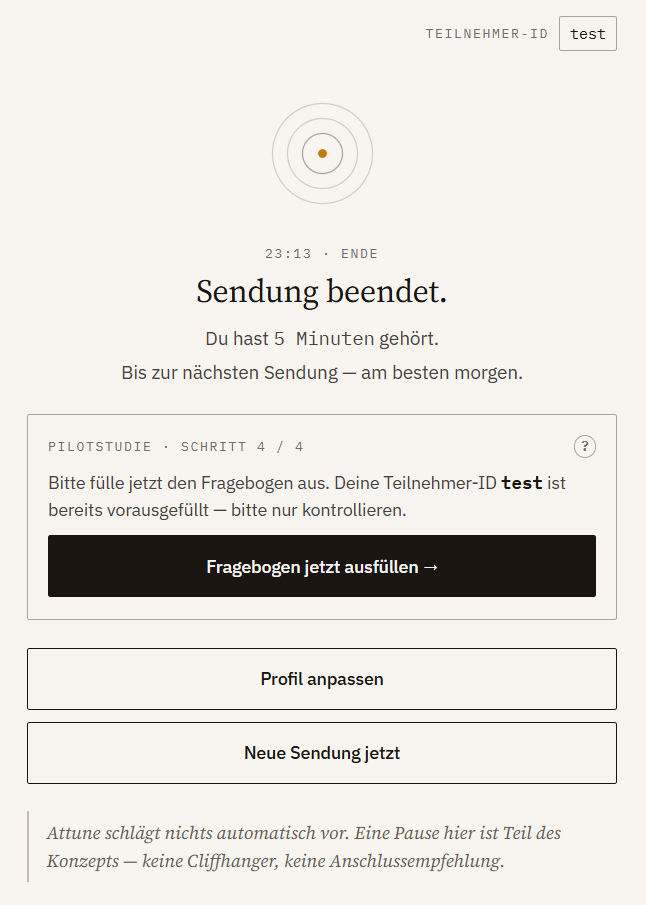 TEILNEHMER-ID test
23:13 · ENDE
Sendung beendet.
Du hast 5 Minuten gehört.
Bis zur nächsten Sendung — am besten morgen.
PILOTSTUDIE · SCHRITT 4 / 4 ?
Bitte fülle jetzt den Fragebogen aus. Deine Teilnehmer-ID test ist
bereits vorausgefüllt — bitte nur kontrollieren.
Fragebogen jetzt ausfüllen →
Profil anpassen
Neue Sendung jetzt
Attune schlägt nichts automatisch vor. Eine Pause hier ist Teil des
Konzepts — keine Cliffhanger, keine Anschlussempfehlung.